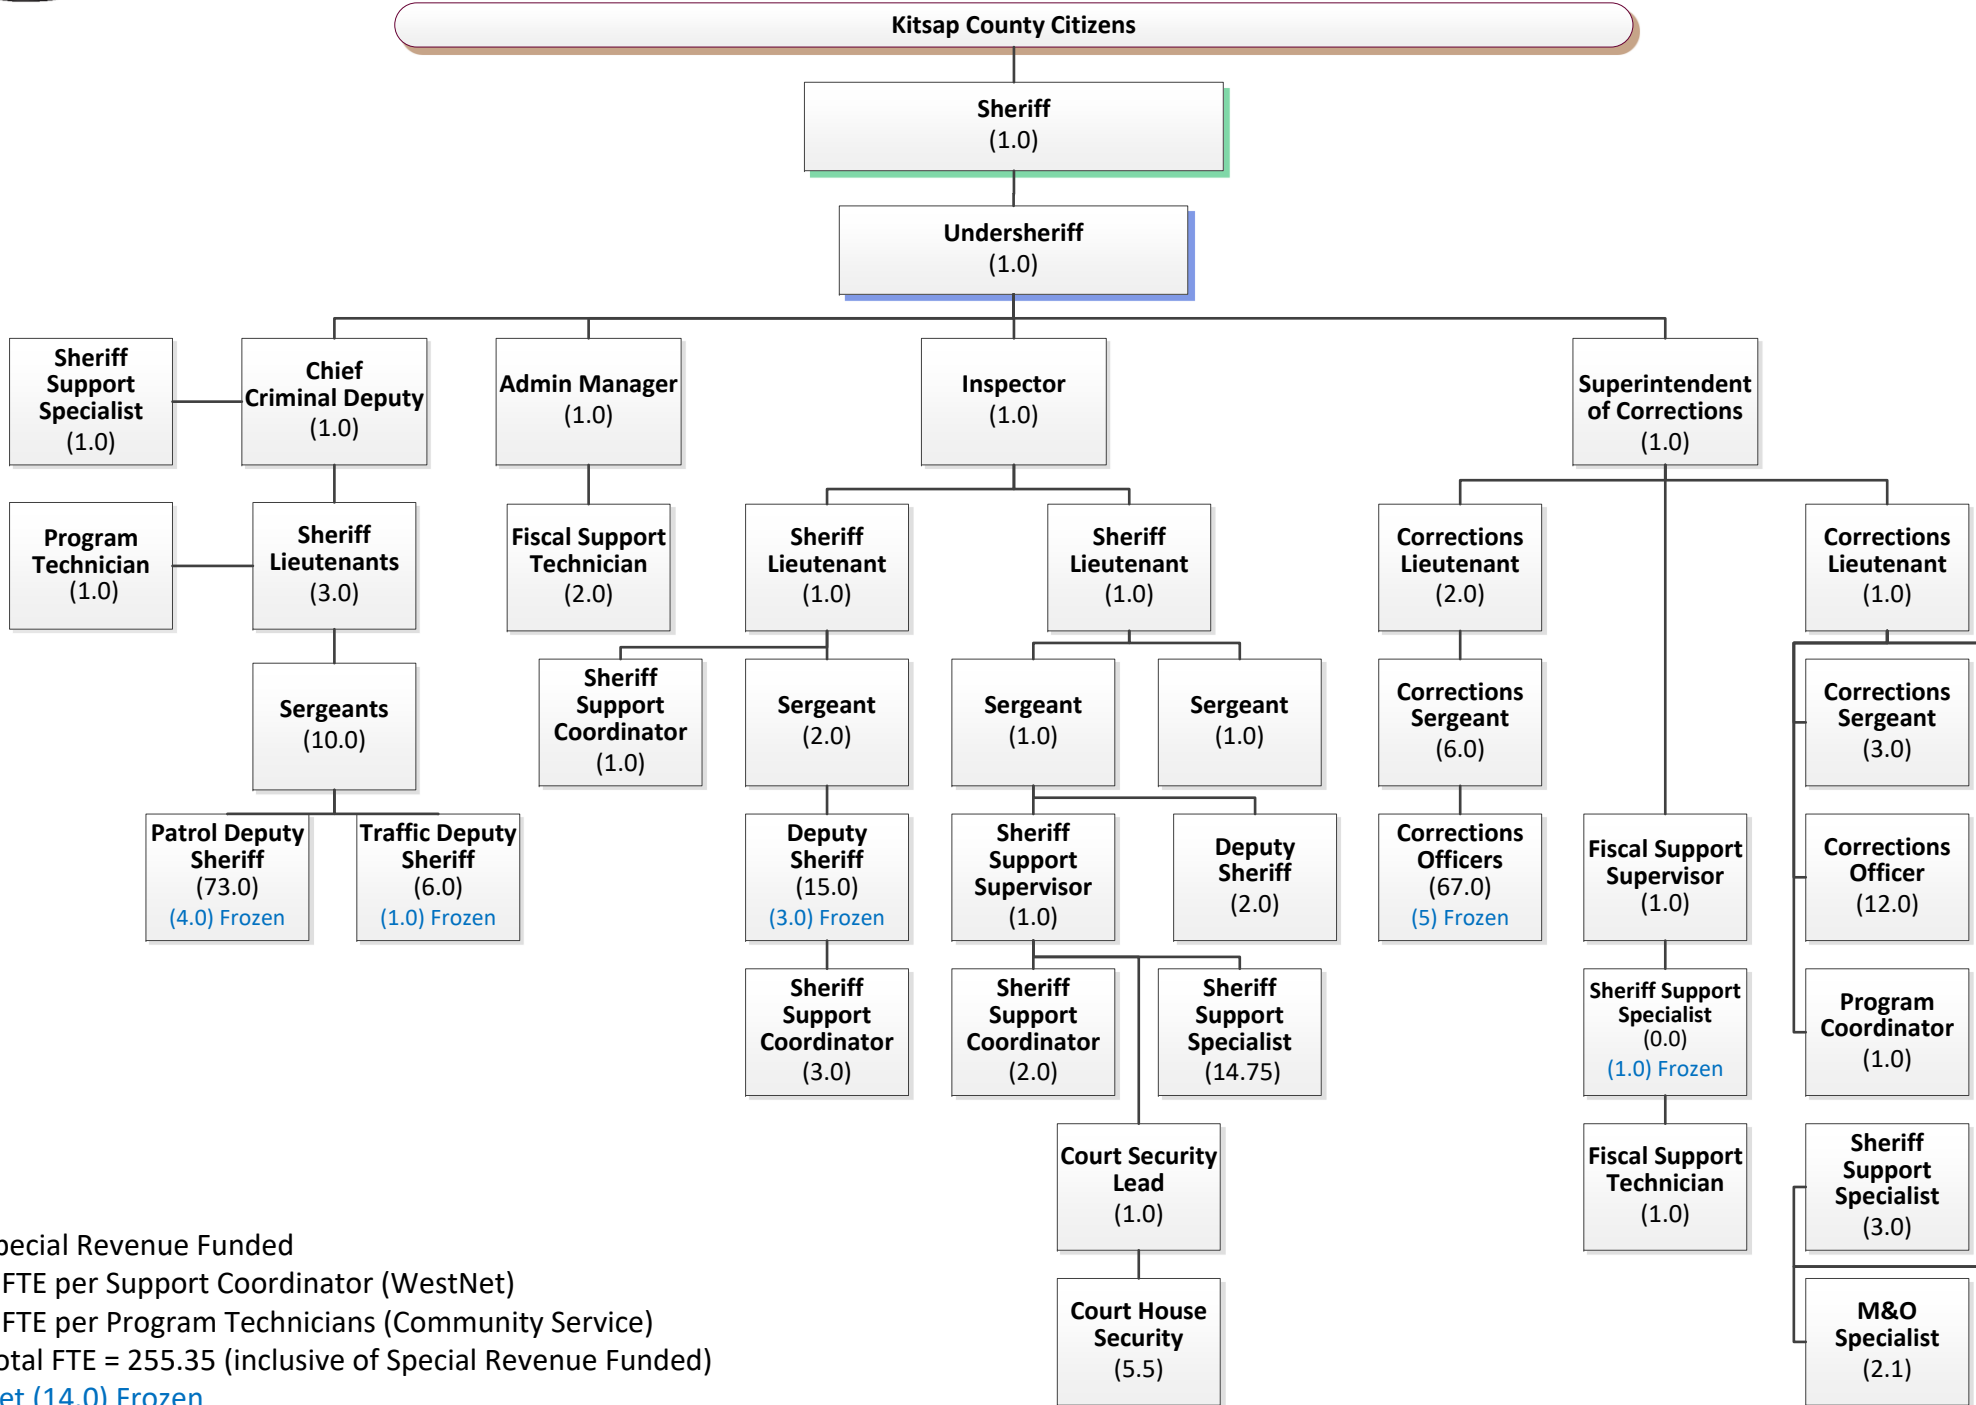 Kitsap County Citizens
Sheriff
(1.0)
Undersheriff
(1.0)
Sheriff
Support
Specialist
(1.0)
Chief
Criminal Deputy
(1.0)
Admin Manager
(1.0)
Inspector
(1.0)
Superintendent
of Corrections
(1.0)
Program
Technician
(1.0)
Sheriff
Lieutenants
(3.0)
Fiscal Support
Technician
(2.0)
Sheriff
Lieutenant
(1.0)
Sheriff
Lieutenant
(1.0)
Corrections
Lieutenant
(2.0)
Corrections
Lieutenant
(1.0)
Sergeants
(10.0)
Sheriff
Support
Coordinator
(1.0)
Sergeant
(2.0)
Sergeant
(1.0)
Sergeant
(1.0)
Corrections
Sergeant
(6.0)
Corrections
Sergeant
(3.0)
Patrol Deputy
Sheriff
(73.0)
(4.0) Frozen
Traffic Deputy
Sheriff
(6.0)
(1.0) Frozen
Deputy
Sheriff
(15.0)
(3.0) Frozen
Sheriff
Support
Supervisor
(1.0)
Deputy
Sheriff
(2.0)
Corrections
Officers
(67.0)
(5) Frozen
Fiscal Support
Supervisor
(1.0)
Corrections
Officer
(12.0)
Sheriff
Support
Coordinator
(3.0)
Sheriff
Support
Coordinator
(2.0)
Sheriff
Support
Specialist
(14.75)
Sheriff Support
Specialist
(0.0)
(1.0) Frozen
Program
Coordinator
(1.0)
Court Security
Lead
(1.0)
Fiscal Support
Technician
(1.0)
Sheriff
Support
Specialist
(3.0)
Court House
Security
(5.5)
M&O
Specialist
(2.1)
pecial Revenue Funded
FTE per Support Coordinator (WestNet)
FTE per Program Technicians (Community Service)
otal FTE = 255.35 (inclusive of Special Revenue Funded)
et (14.0) Frozen